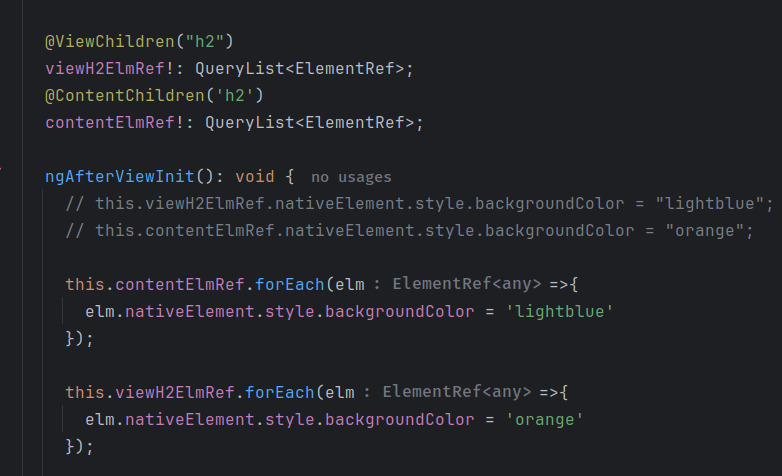 @ViewChildren("h2")
viewH2ElmRef!: QueryList<ElementRef>;
@ContentChildren('h2')
contentElmRef!: QueryList<ElementRef>;
ngAfterViewInit(): void { no usages
// this.viewH2ElmRef.nativeElement.style.backgroundColor = "lightblue";
// this.contentElmRef.nativeElement.style.backgroundColor = "orange";
this.contentElmRef.forEach(elm : ElementRef<any> =>{
elm.nativeElement.style.backgroundColor = 'lightblue'
});
this.viewH2ElmRef.forEach(elm : ElementRef<any> =>{
elm.nativeElement.style.backgroundColor = 'orange'
});